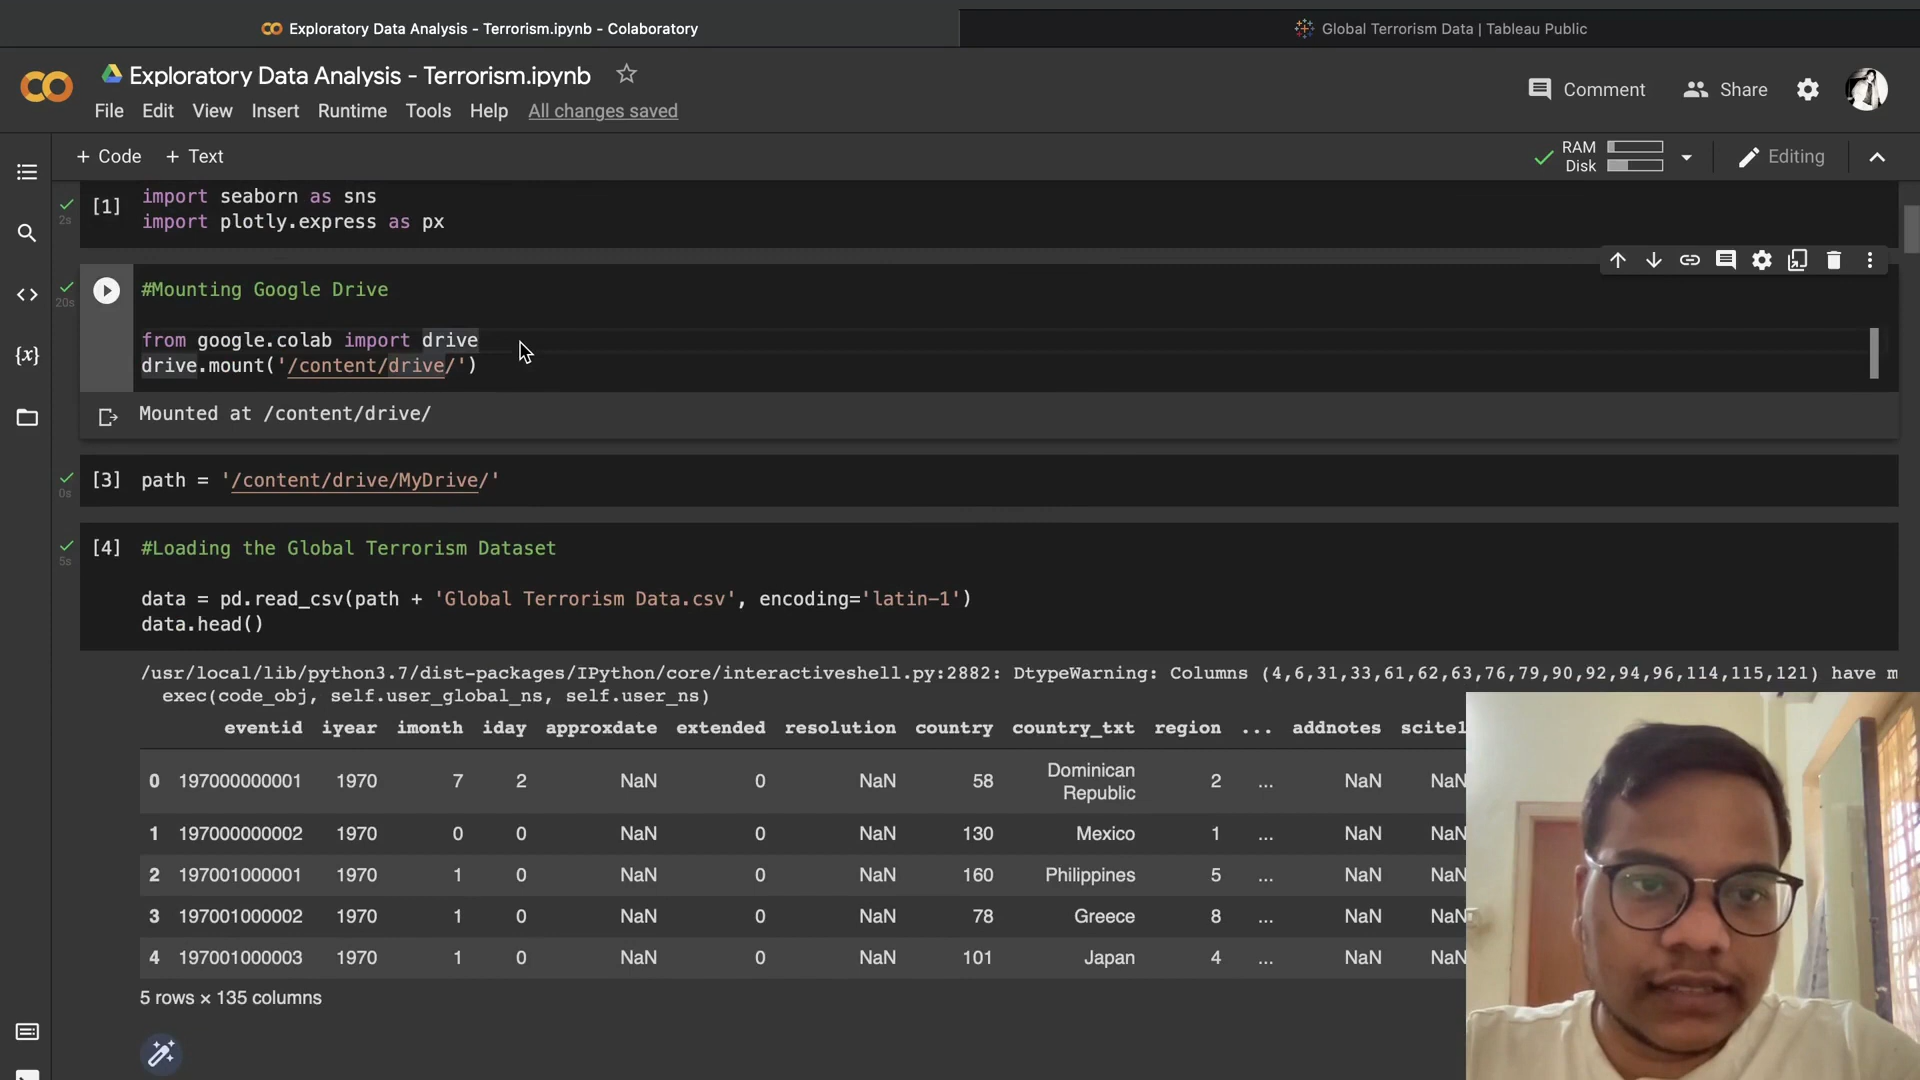 Exploratory Data Analysis - Terrorism.ipynb - Colaboratory
Global Terrorism Data | Tableau Public
Exploratory Data Analysis - Terrorism.ipynb
Comment
Share
File Edit View Insert Runtime Tools Help All changes saved
+ Code + Text
RAM
Disk
Editing
[1]
2s
import seaborn as sns
import plotly.express as px
20s
#Mounting Google Drive
from google.colab import drive
drive.mount('/content/drive/')
Mounted at /content/drive/
[3] path = '/content/drive/MyDrive/'
0s
[4] #Loading the Global Terrorism Dataset
5s
data = pd.read_csv(path + 'Global Terrorism Data.csv', encoding='latin-1')
data.head()
/usr/local/lib/python3.7/dist-packages/IPython/core/interactiveshell.py:2882: DtypeWarning: Columns (4,6,31,33,61,62,63,76,79,90,92,94,96,114,115,121) have m
exec(code_obj, self.user_global_ns, self.user_ns)
eventid iyear imonth iday approxdate extended resolution country country_txt region ... addnotes scite1
0 197000000001 1970 7 2 NaN 0 NaN 58 Dominican Republic 2 ... NaN NaN
1 197000000002 1970 0 0 NaN 0 NaN 130 Mexico 1 ... NaN NaN
2 197001000001 1970 1 0 NaN 0 NaN 160 Philippines 5 ... NaN NaN
3 197001000002 1970 1 0 NaN 0 NaN 78 Greece 8 ... NaN NaN
4 197001000003 1970 1 0 NaN 0 NaN 101 Japan 4 ... NaN NaN
5 rows × 135 columns